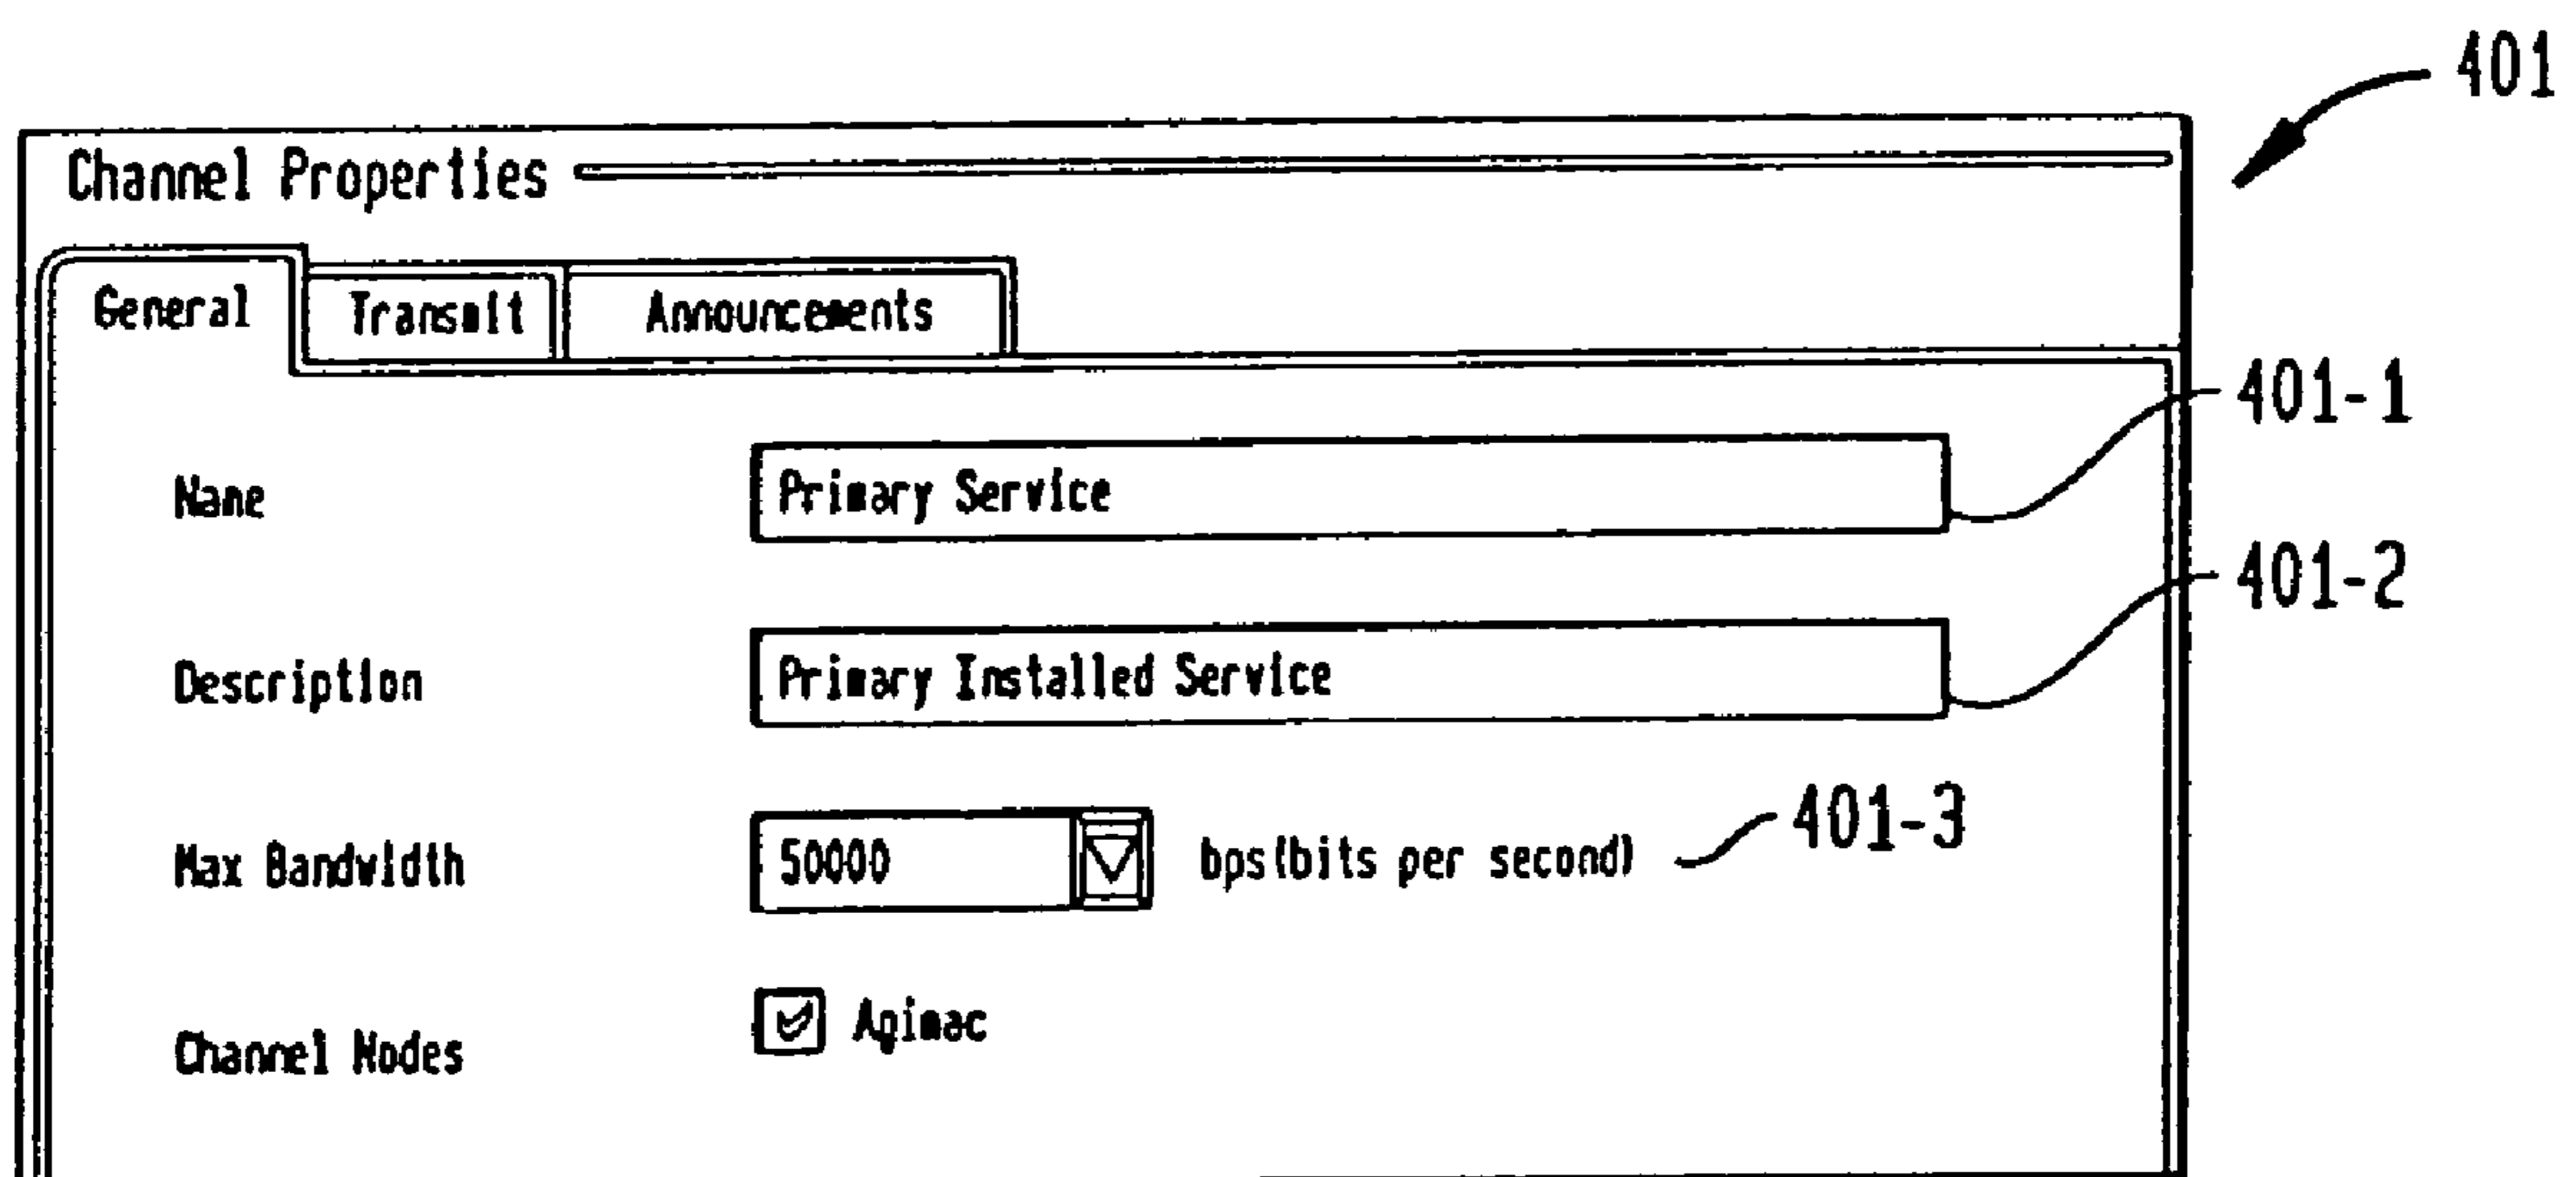 401
Channel Properties
General Transmit Announcements
401-1
Name Primary Service
401-2
Description Primary Installed Service
Max Bandwidth 50000 bps(bits per second) 401-3
Channel Nodes Agimac